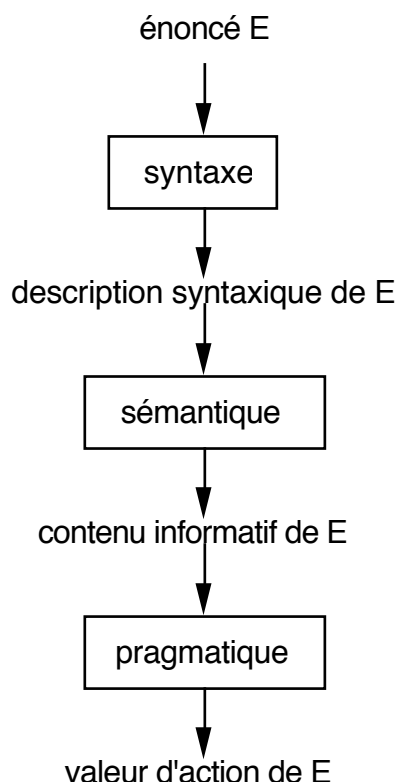 énoncé E
syntaxe
description syntaxique de E
sémantique
contenu informatif de E
pragmatique
valeur d'action de E